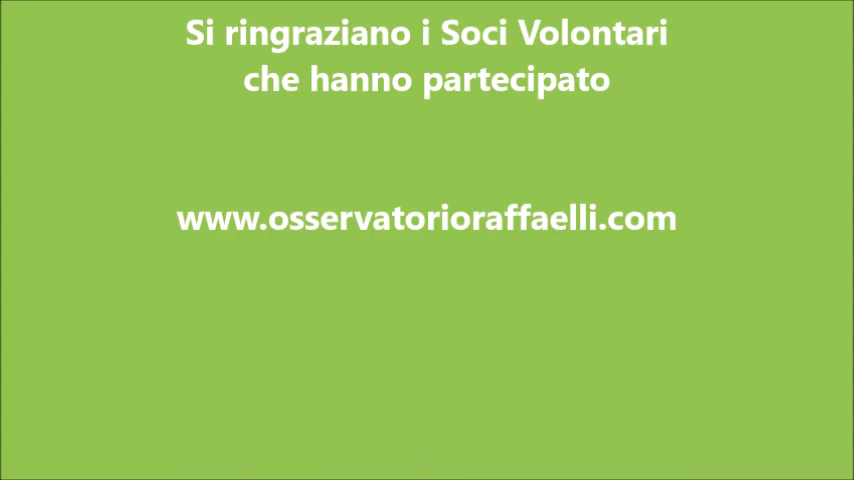 Si ringraziano i Soci Volontari
che hanno partecipato
www.osservatorioraffaelli.com